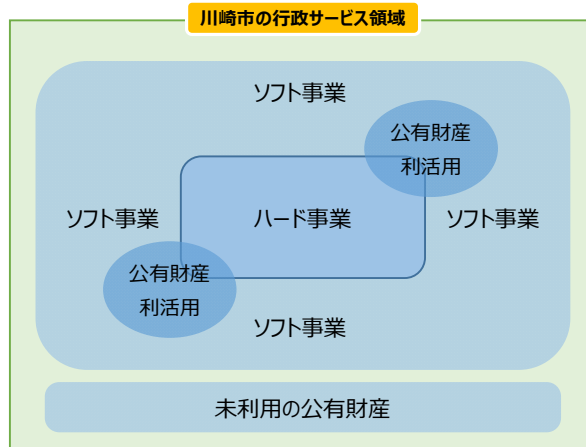 川崎市の行政サービス領域
ソフト事業
公有財産
利活用
ソフト事業
ハード事業
ソフト事業
公有財産
利活用
ソフト事業
未利用の公有財産